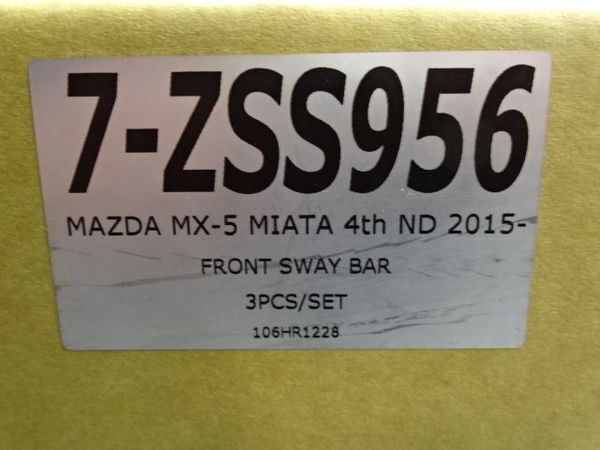 7-ZSS956
MAZDA MX-5 MIATA 4th ND 2015-
FRONT SWAY BAR
3PCS/SET
106HR1228